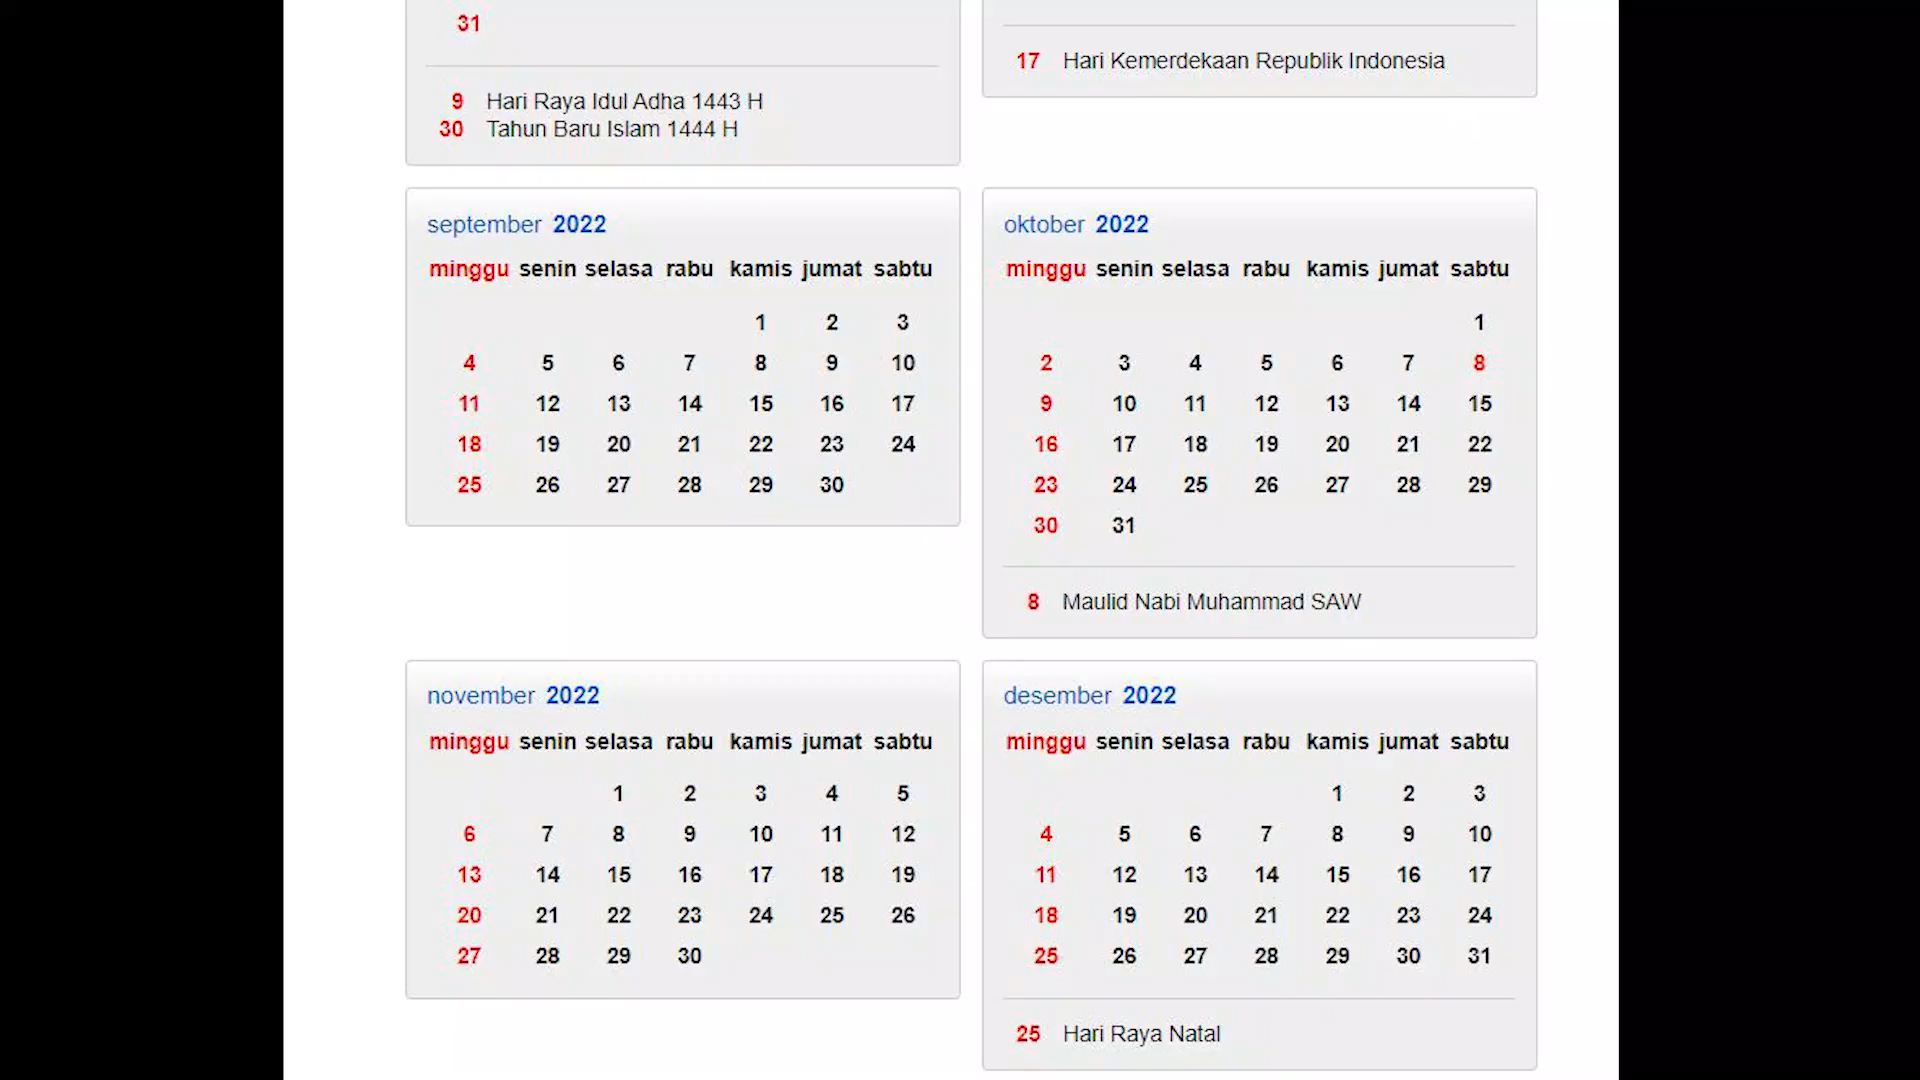 31
9 Hari Raya Idul Adha 1443 H
30 Tahun Baru Islam 1444 H
17 Hari Kemerdekaan Republik Indonesia
september 2022
minggu senin selasa rabu kamis jumat sabtu
1 2 3
4 5 6 7 8 9 10
11 12 13 14 15 16 17
18 19 20 21 22 23 24
25 26 27 28 29 30
oktober 2022
minggu senin selasa rabu kamis jumat sabtu
1
2 3 4 5 6 7 8
9 10 11 12 13 14 15
16 17 18 19 20 21 22
23 24 25 26 27 28 29
30 31
8 Maulid Nabi Muhammad SAW
november 2022
minggu senin selasa rabu kamis jumat sabtu
1 2 3 4 5
6 7 8 9 10 11 12
13 14 15 16 17 18 19
20 21 22 23 24 25 26
27 28 29 30
desember 2022
minggu senin selasa rabu kamis jumat sabtu
1 2 3
4 5 6 7 8 9 10
11 12 13 14 15 16 17
18 19 20 21 22 23 24
25 26 27 28 29 30 31
25 Hari Raya Natal